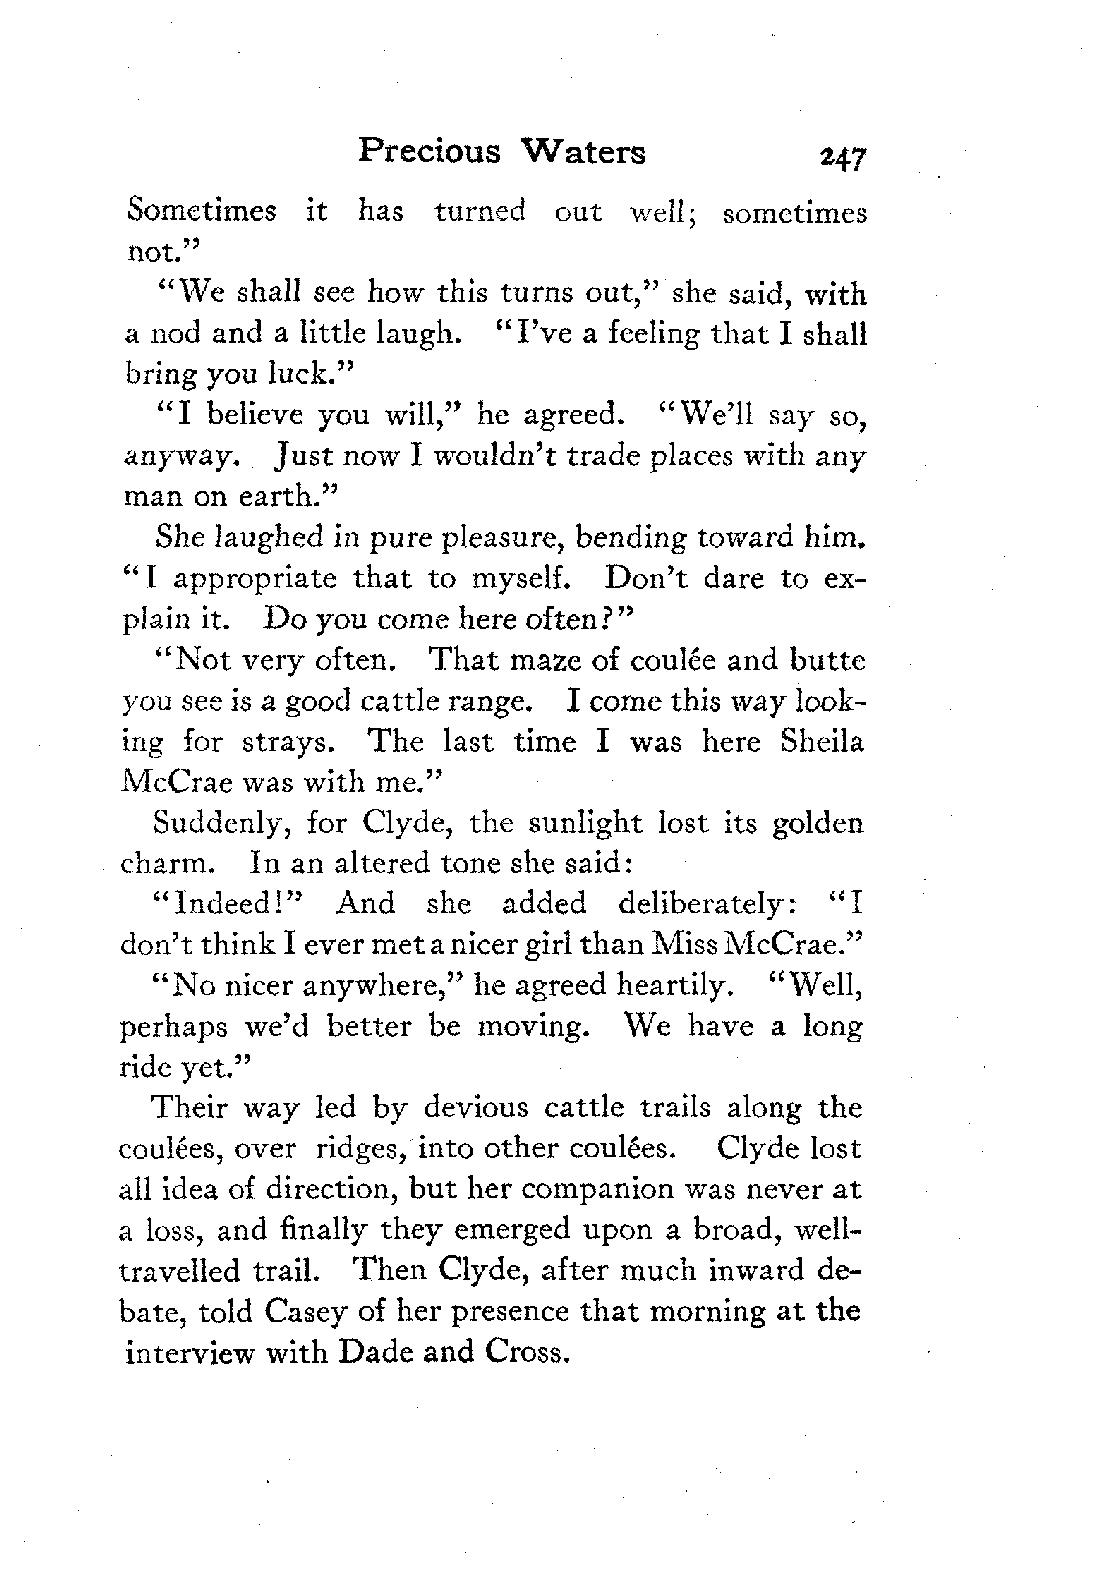 Precious Waters 247
Sometimes it has turned out well; sometimes
not.”
“We shall see how this turns out,” she said, with
a nod and a little laugh. “I’ve a feeling that I shall
bring you luck.”
“I believe you will,” he agreed. “We’ll say so,
anyway. Just now I wouldn’t trade places with any
man on earth.”
She laughed in pure pleasure, bending toward him.
“I appropriate that to myself. Don’t dare to ex-
plain it. Do you come here often?”
“Not very often. That maze of coulée and butte
you see is a good cattle range. I come this way look-
ing for strays. The last time I was here Sheila
McCrae was with me.”
Suddenly, for Clyde, the sunlight lost its golden
charm. In an altered tone she said:
“Indeed!” And she added deliberately: “I
don’t think I ever met a nicer girl than Miss McCrae.”
“No nicer anywhere,” he agreed heartily. “Well,
perhaps we’d better be moving. We have a long
ride yet.”
Their way led by devious cattle trails along the
coulées, over ridges, into other coulées. Clyde lost
all idea of direction, but her companion was never at
a loss, and finally they emerged upon a broad, well-
travelled trail. Then Clyde, after much inward de-
bate, told Casey of her presence that morning at the
interview with Dade and Cross.